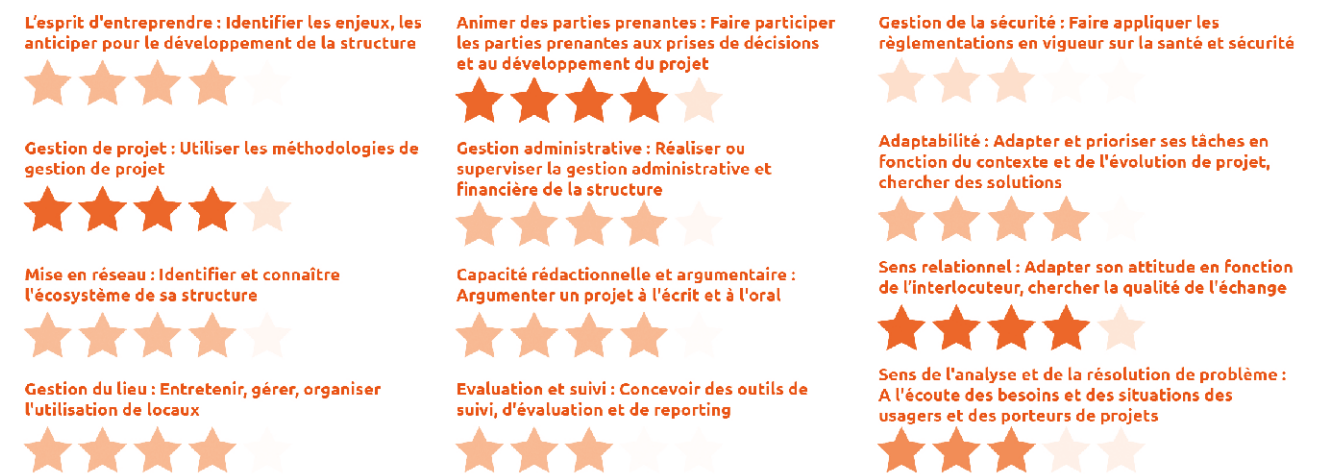 L'esprit d'entreprendre : Identifier les enjeux, les
anticiper pour le développement de la structure
Gestion de projet : Utiliser les méthodologies de
gestion de projet
Mise en réseau : Identifier et connaître
l'écosystème de sa structure
Gestion du lieu : Entretenir, gérer, organiser
l'utilisation de locaux
Animer des parties prenantes : Faire participer
les parties prenantes aux prises de décisions
et au développement du projet
Gestion administrative : Réaliser ou
superviser la gestion administrative et
financière de la structure
Capacité rédactionnelle et argumentaire :
Argumenter un projet à l'écrit et à l'oral
Evaluation et suivi : Concevoir des outils de
suivi, d'évaluation et de reporting
Gestion de la sécurité : Faire appliquer les
règlementations en vigueur sur la santé et sécurité
Adaptabilité : Adapter et prioriser ses tâches en
fonction du contexte et de l'évolution de projet,
chercher des solutions
Sens relationnel : Adapter son attitude en fonction
de l'interlocuteur, chercher la qualité de l'échange
Sens de l'analyse et de la résolution de problème :
A l'écoute des besoins et des situations des
usagers et des porteurs de projets